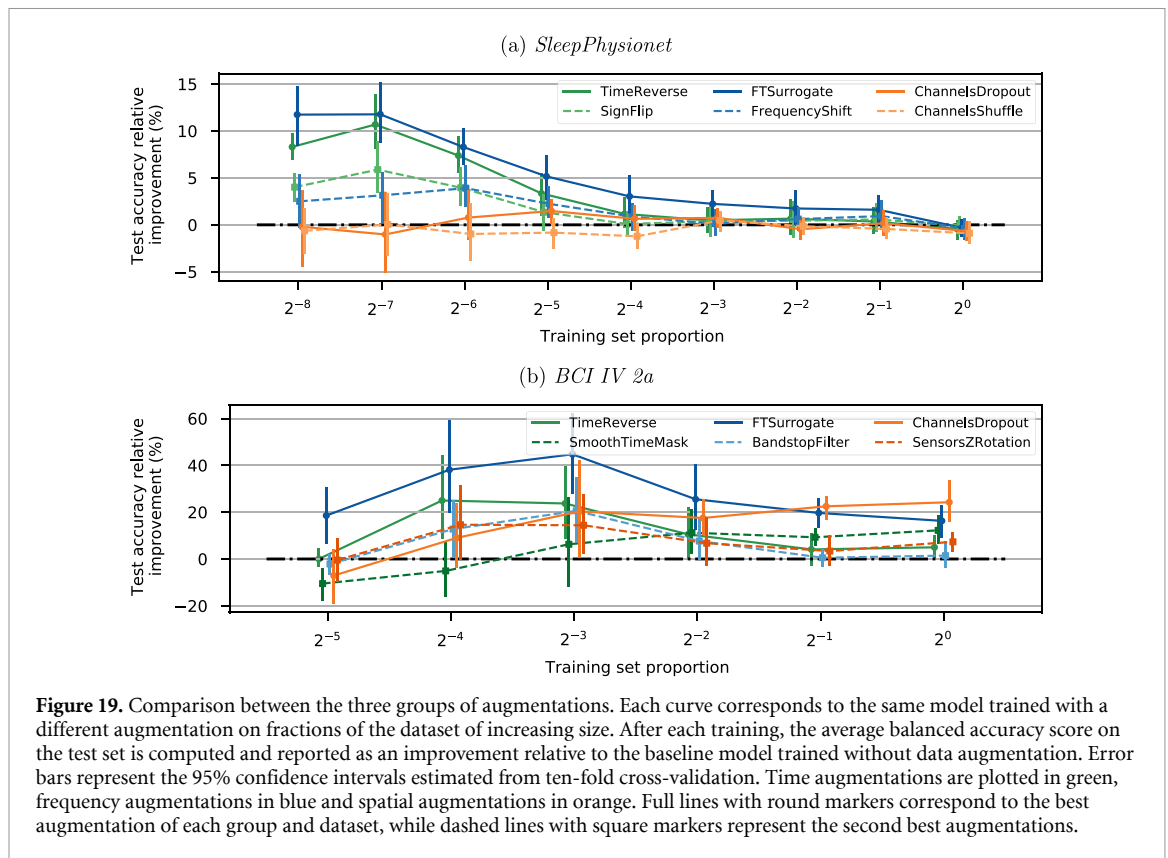 (a) SleepPhysionet
Test accuracy relative
improvement (%)
15
10
5
0
−5
TimeReverse
SignFlip
FTSurrogate
FrequencyShift
ChannelsDropout
ChannelsShuffle
2−8 2−7 2−6 2−5 2−4 2−3 2−2 2−1 20
Training set proportion
(b) BCI IV 2a
Test accuracy relative
improvement (%)
60
40
20
0
−20
TimeReverse
SmoothTimeMask
FTSurrogate
BandstopFilter
ChannelsDropout
SensorsZRotation
2−5 2−4 2−3 2−2 2−1 20
Training set proportion
Figure 19. Comparison between the three groups of augmentations. Each curve corresponds to the same model trained with a
different augmentation on fractions of the dataset of increasing size. After each training, the average balanced accuracy score on
the test set is computed and reported as an improvement relative to the baseline model trained without data augmentation. Error
bars represent the 95% confidence intervals estimated from ten-fold cross-validation. Time augmentations are plotted in green,
frequency augmentations in blue and spatial augmentations in orange. Full lines with round markers correspond to the best
augmentation of each group and dataset, while dashed lines with square markers represent the second best augmentations.